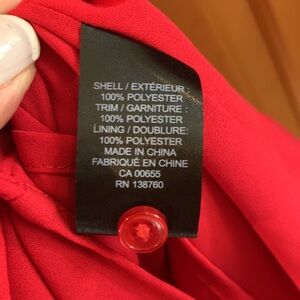 SHELL / EXTÉRIEUR :
100% POLYESTER
TRIM / GARNITURE :
100% POLYESTER
LINING / DOUBLURE :
100% POLYESTER
MADE IN CHINA
FABRIQUÉ EN CHINE
CA 00655
RN 138760